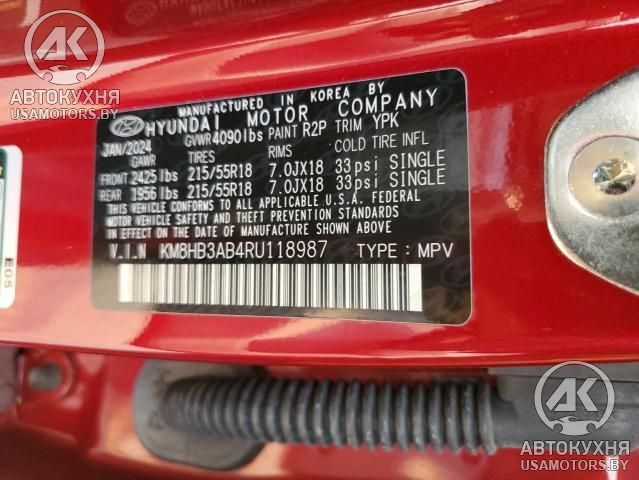 АВТОКУХНЯ
USAMOTORS.BY
MANUFACTURED IN KOREA BY
HYUNDAI MOTOR COMPANY
JAN/2024 GVWR 4090lbs PAINT R2P TRIM YPK
GAWR TIRES RIMS COLD TIRE INFL
FRONT 2425lbs 215/55R18 7.0JX18 33psi SINGLE
REAR 1956lbs 215/55R18 7.0JX18 33psi SINGLE
THIS VEHICLE CONFORMS TO ALL APPLICABLE U.S.A. FEDERAL
MOTOR VEHICLE SAFETY, BUMPER, AND THEFT PREVENTION
STANDARDS IN EFFECT ON THE DATE OF MANUFACTURE SHOWN ABOVE.
V.I.N KM8HB3AB4RU118987 TYPE : MPV
E05
AK
АВТОКУХНЯ
USAMOTORS.BY